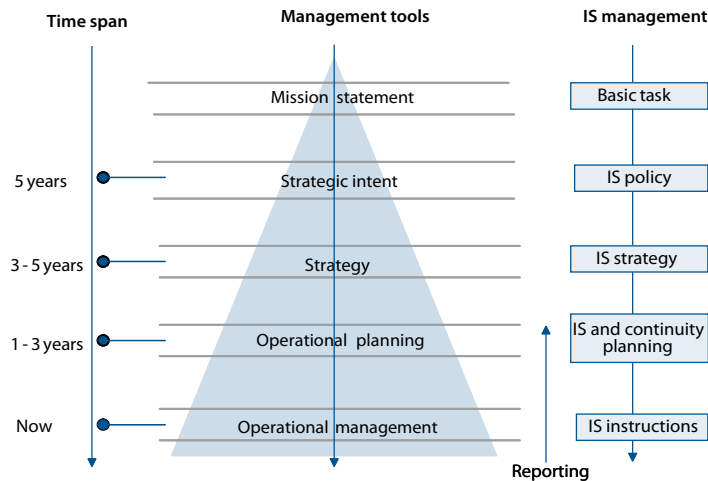 Time span
Management tools
IS management
Mission statement
Basic task
5 years
Strategic intent
IS policy
3 - 5 years
Strategy
IS strategy
1 - 3 years
Operational planning
IS and continuity
planning
Now
Operational management
IS instructions
Reporting